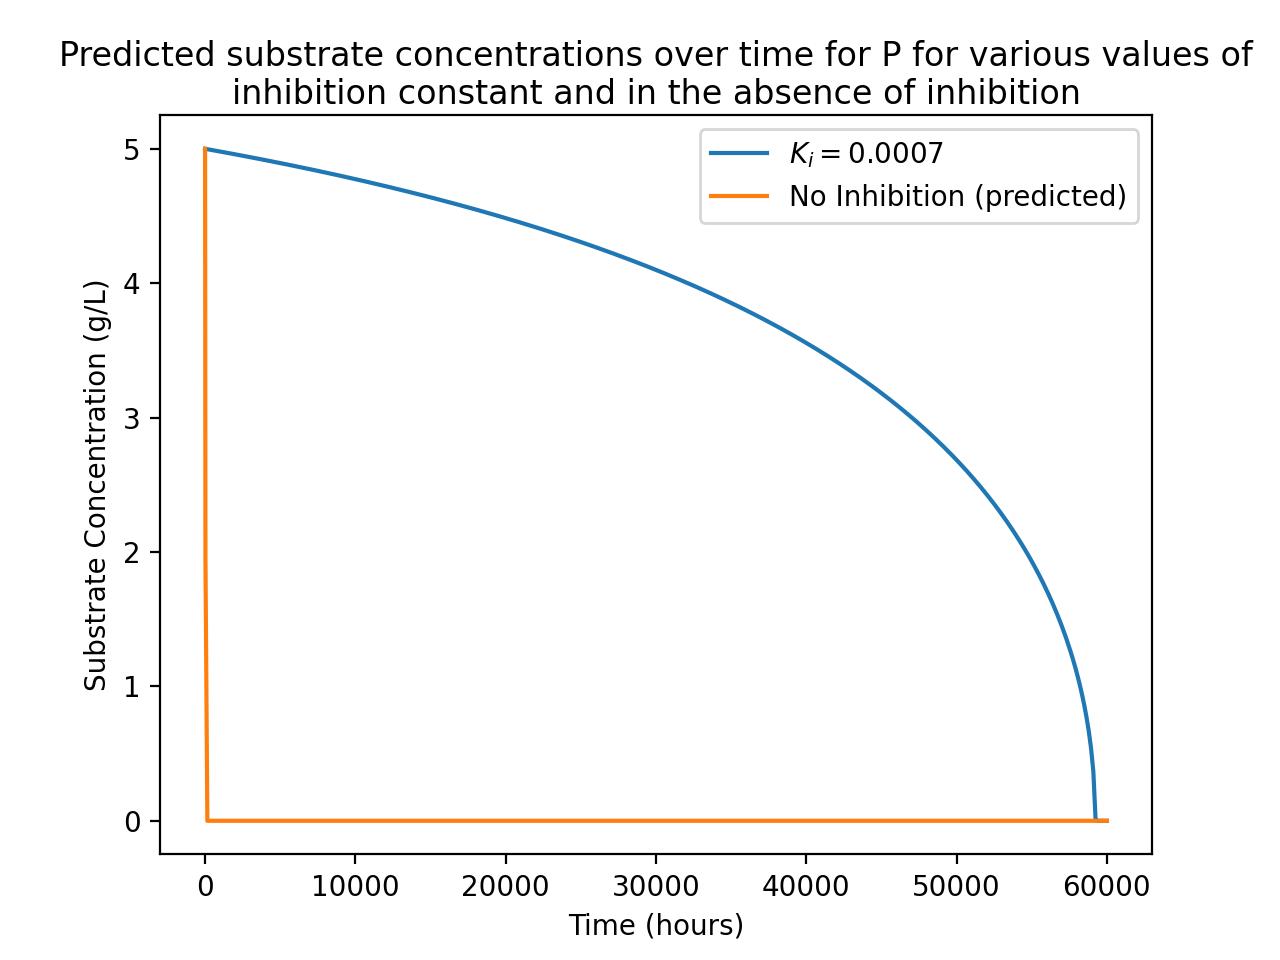 Predicted substrate concentrations over time for P for various values of
inhibition constant and in the absence of inhibition
K_i = 0.0007
No Inhibition (predicted)
Substrate Concentration (g/L)
5
4
3
2
1
0
0 10000 20000 30000 40000 50000 60000
Time (hours)